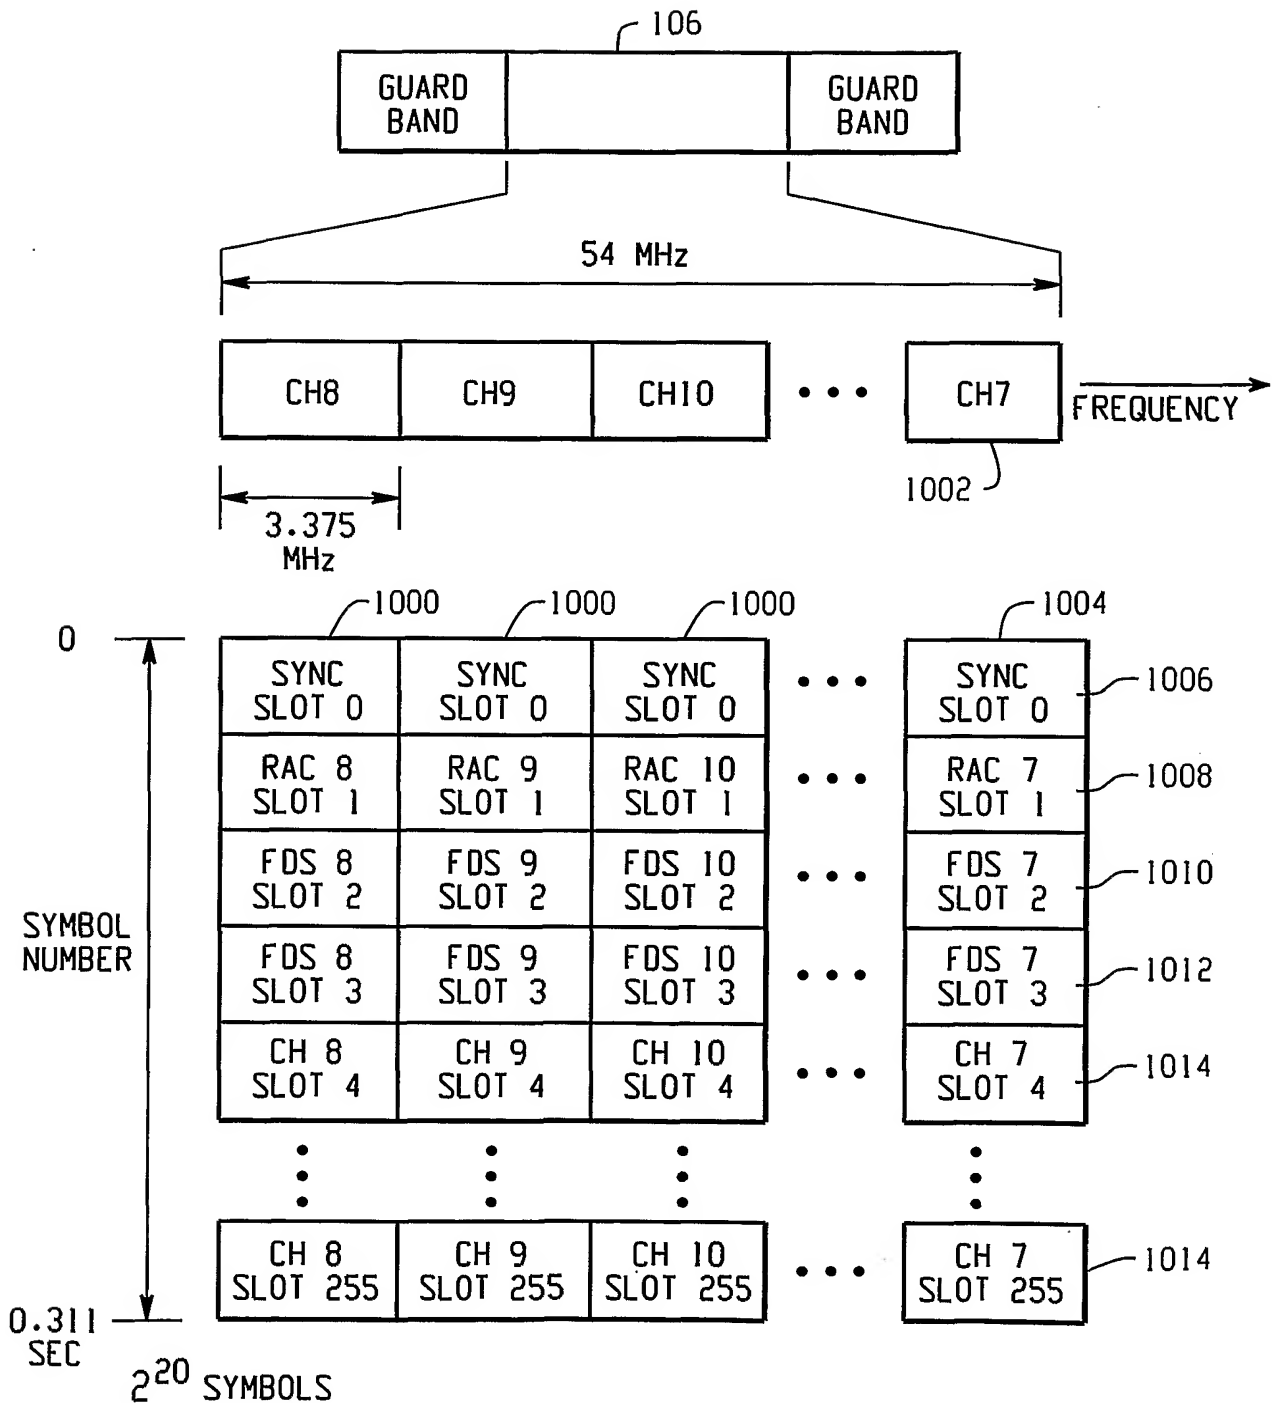 106
GUARD BAND
GUARD BAND
54 MHz
CH8 CH9 CH10 ••• CH7
FREQUENCY
1002
3.375
MHz
1000 1000 1000 1004
0
SYNC SYNC SYNC SYNC
SLOT 0 SLOT 0 SLOT 0 ••• SLOT 0
1006
RAC 8 RAC 9 RAC 10 RAC 7
SLOT 1 SLOT 1 SLOT 1 ••• SLOT 1
1008
FDS 8 FDS 9 FDS 10 FDS 7
SLOT 2 SLOT 2 SLOT 2 ••• SLOT 2
1010
SYMBOL
NUMBER
FDS 8 FDS 9 FDS 10 FDS 7
SLOT 3 SLOT 3 SLOT 3 ••• SLOT 3
1012
CH 8 CH 9 CH 10 CH 7
SLOT 4 SLOT 4 SLOT 4 ••• SLOT 4
1014
CH 8 CH 9 CH 10 CH 7
SLOT 255 SLOT 255 SLOT 255 ••• SLOT 255
1014
0.311
SEC
2^20 SYMBOLS